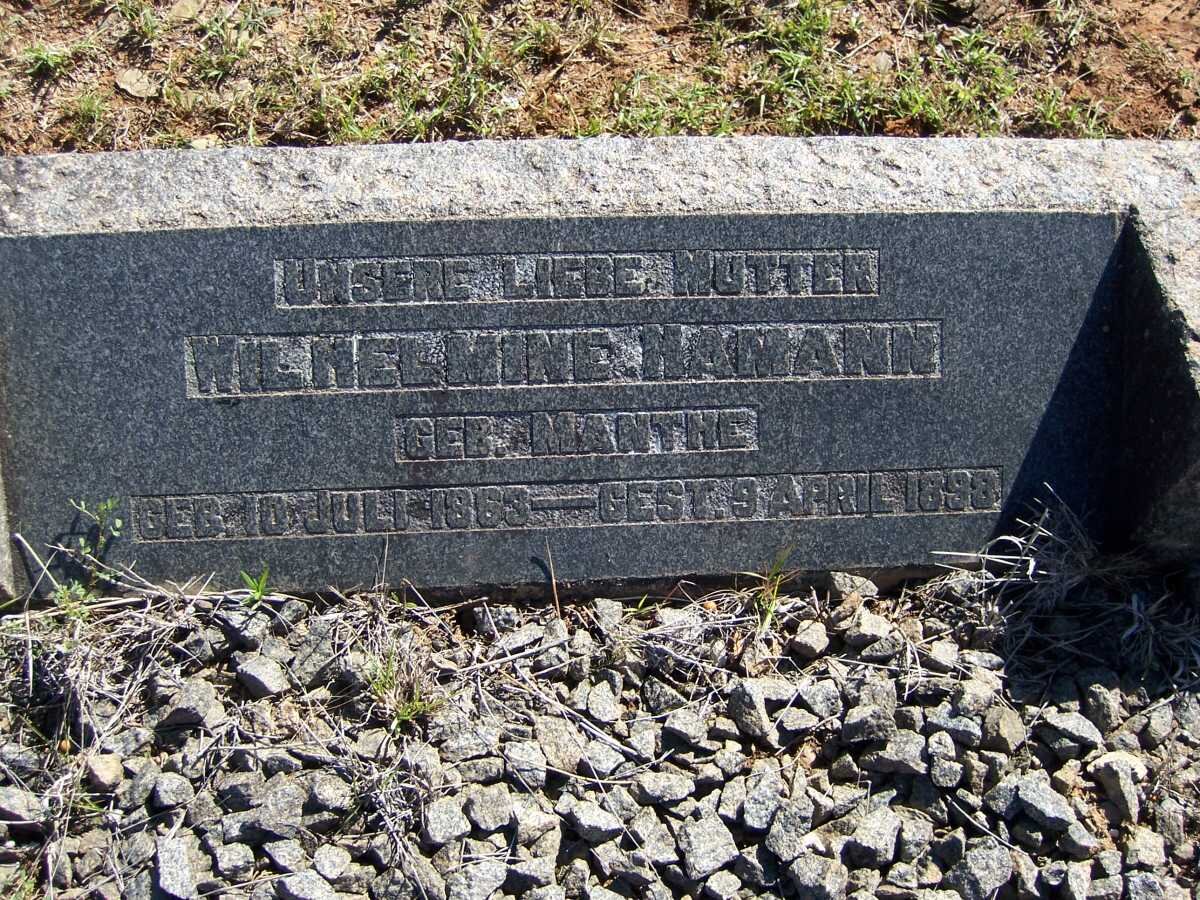 UNSERE LIEBE MUTTER
WILHELMINE HAMANN
GEB. MANTHE
GEB. 10 JULI 1863 — GEST. 9 APRIL 1898